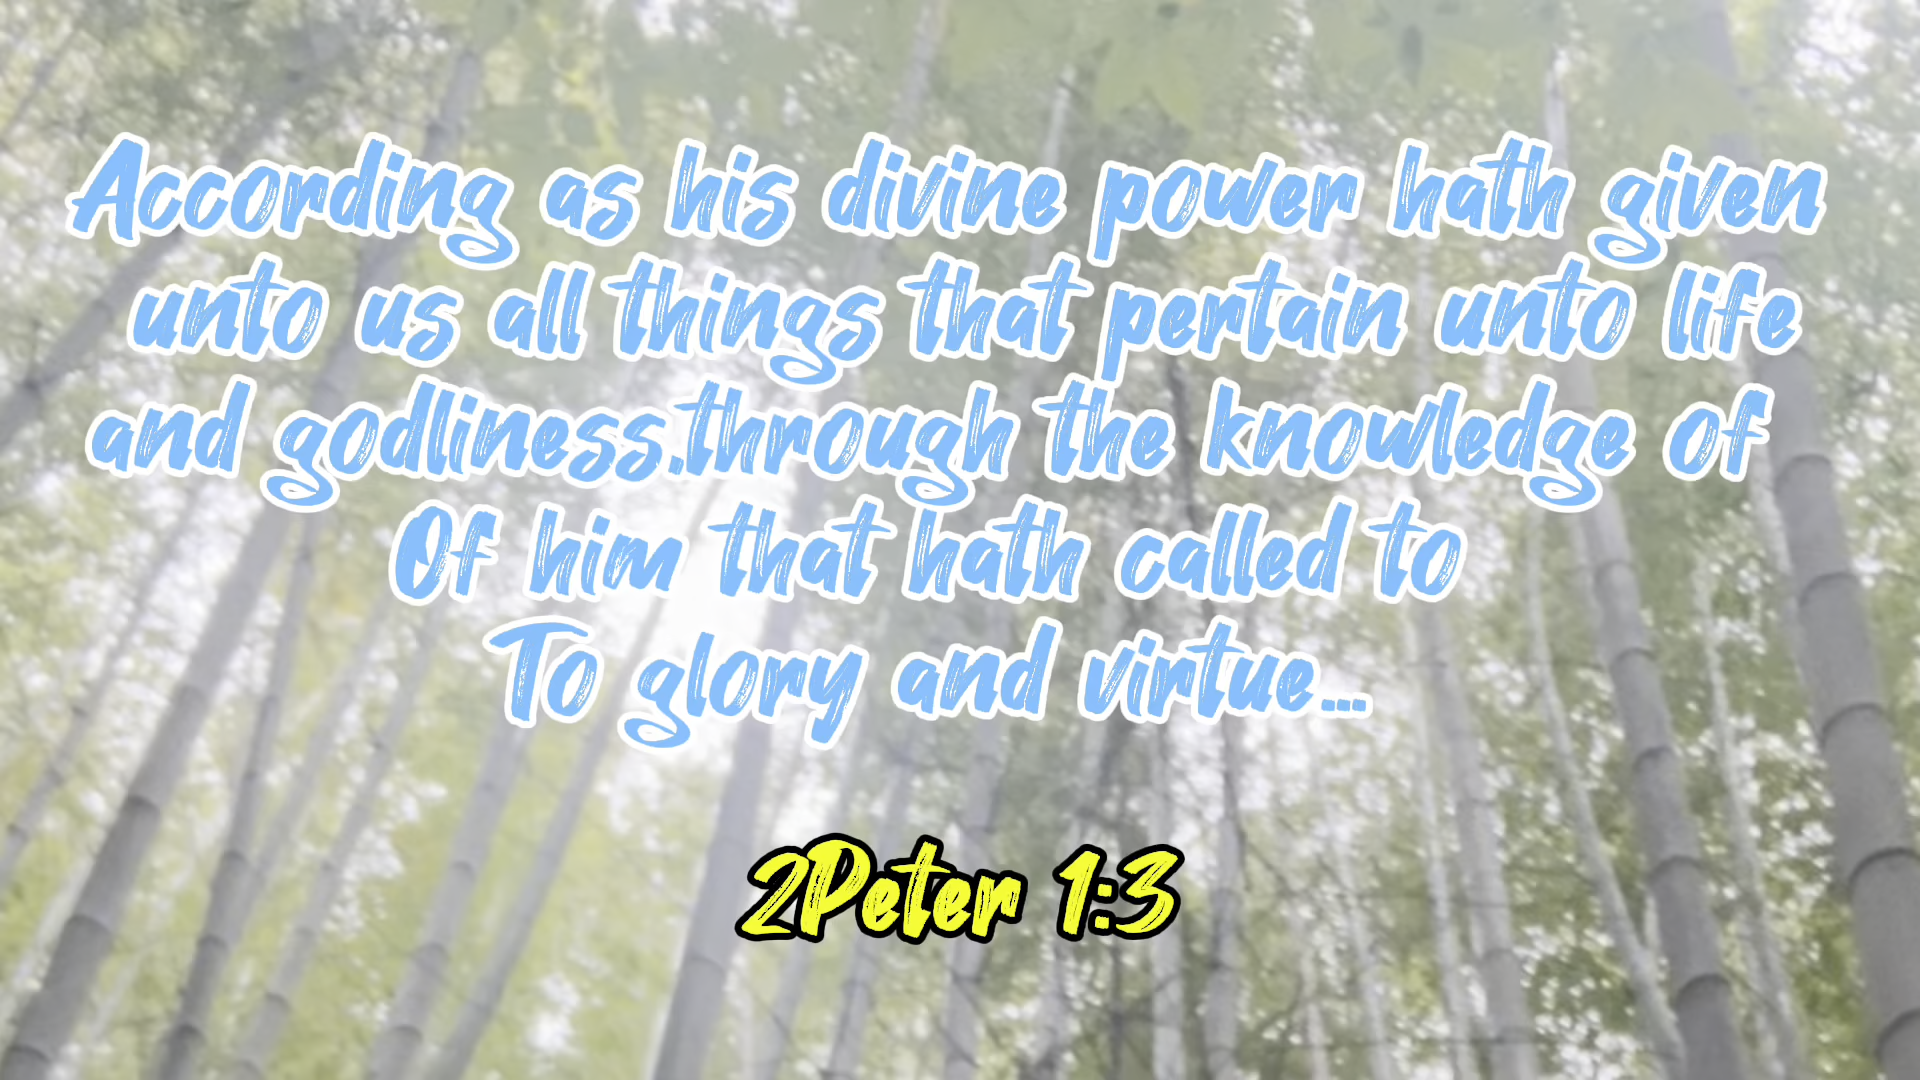 According as his divine power hath given
unto us all things that pertain unto life
and godliness.through the knowledge of
Of him that hath called to
To glory and virtue...
2Peter 1:3